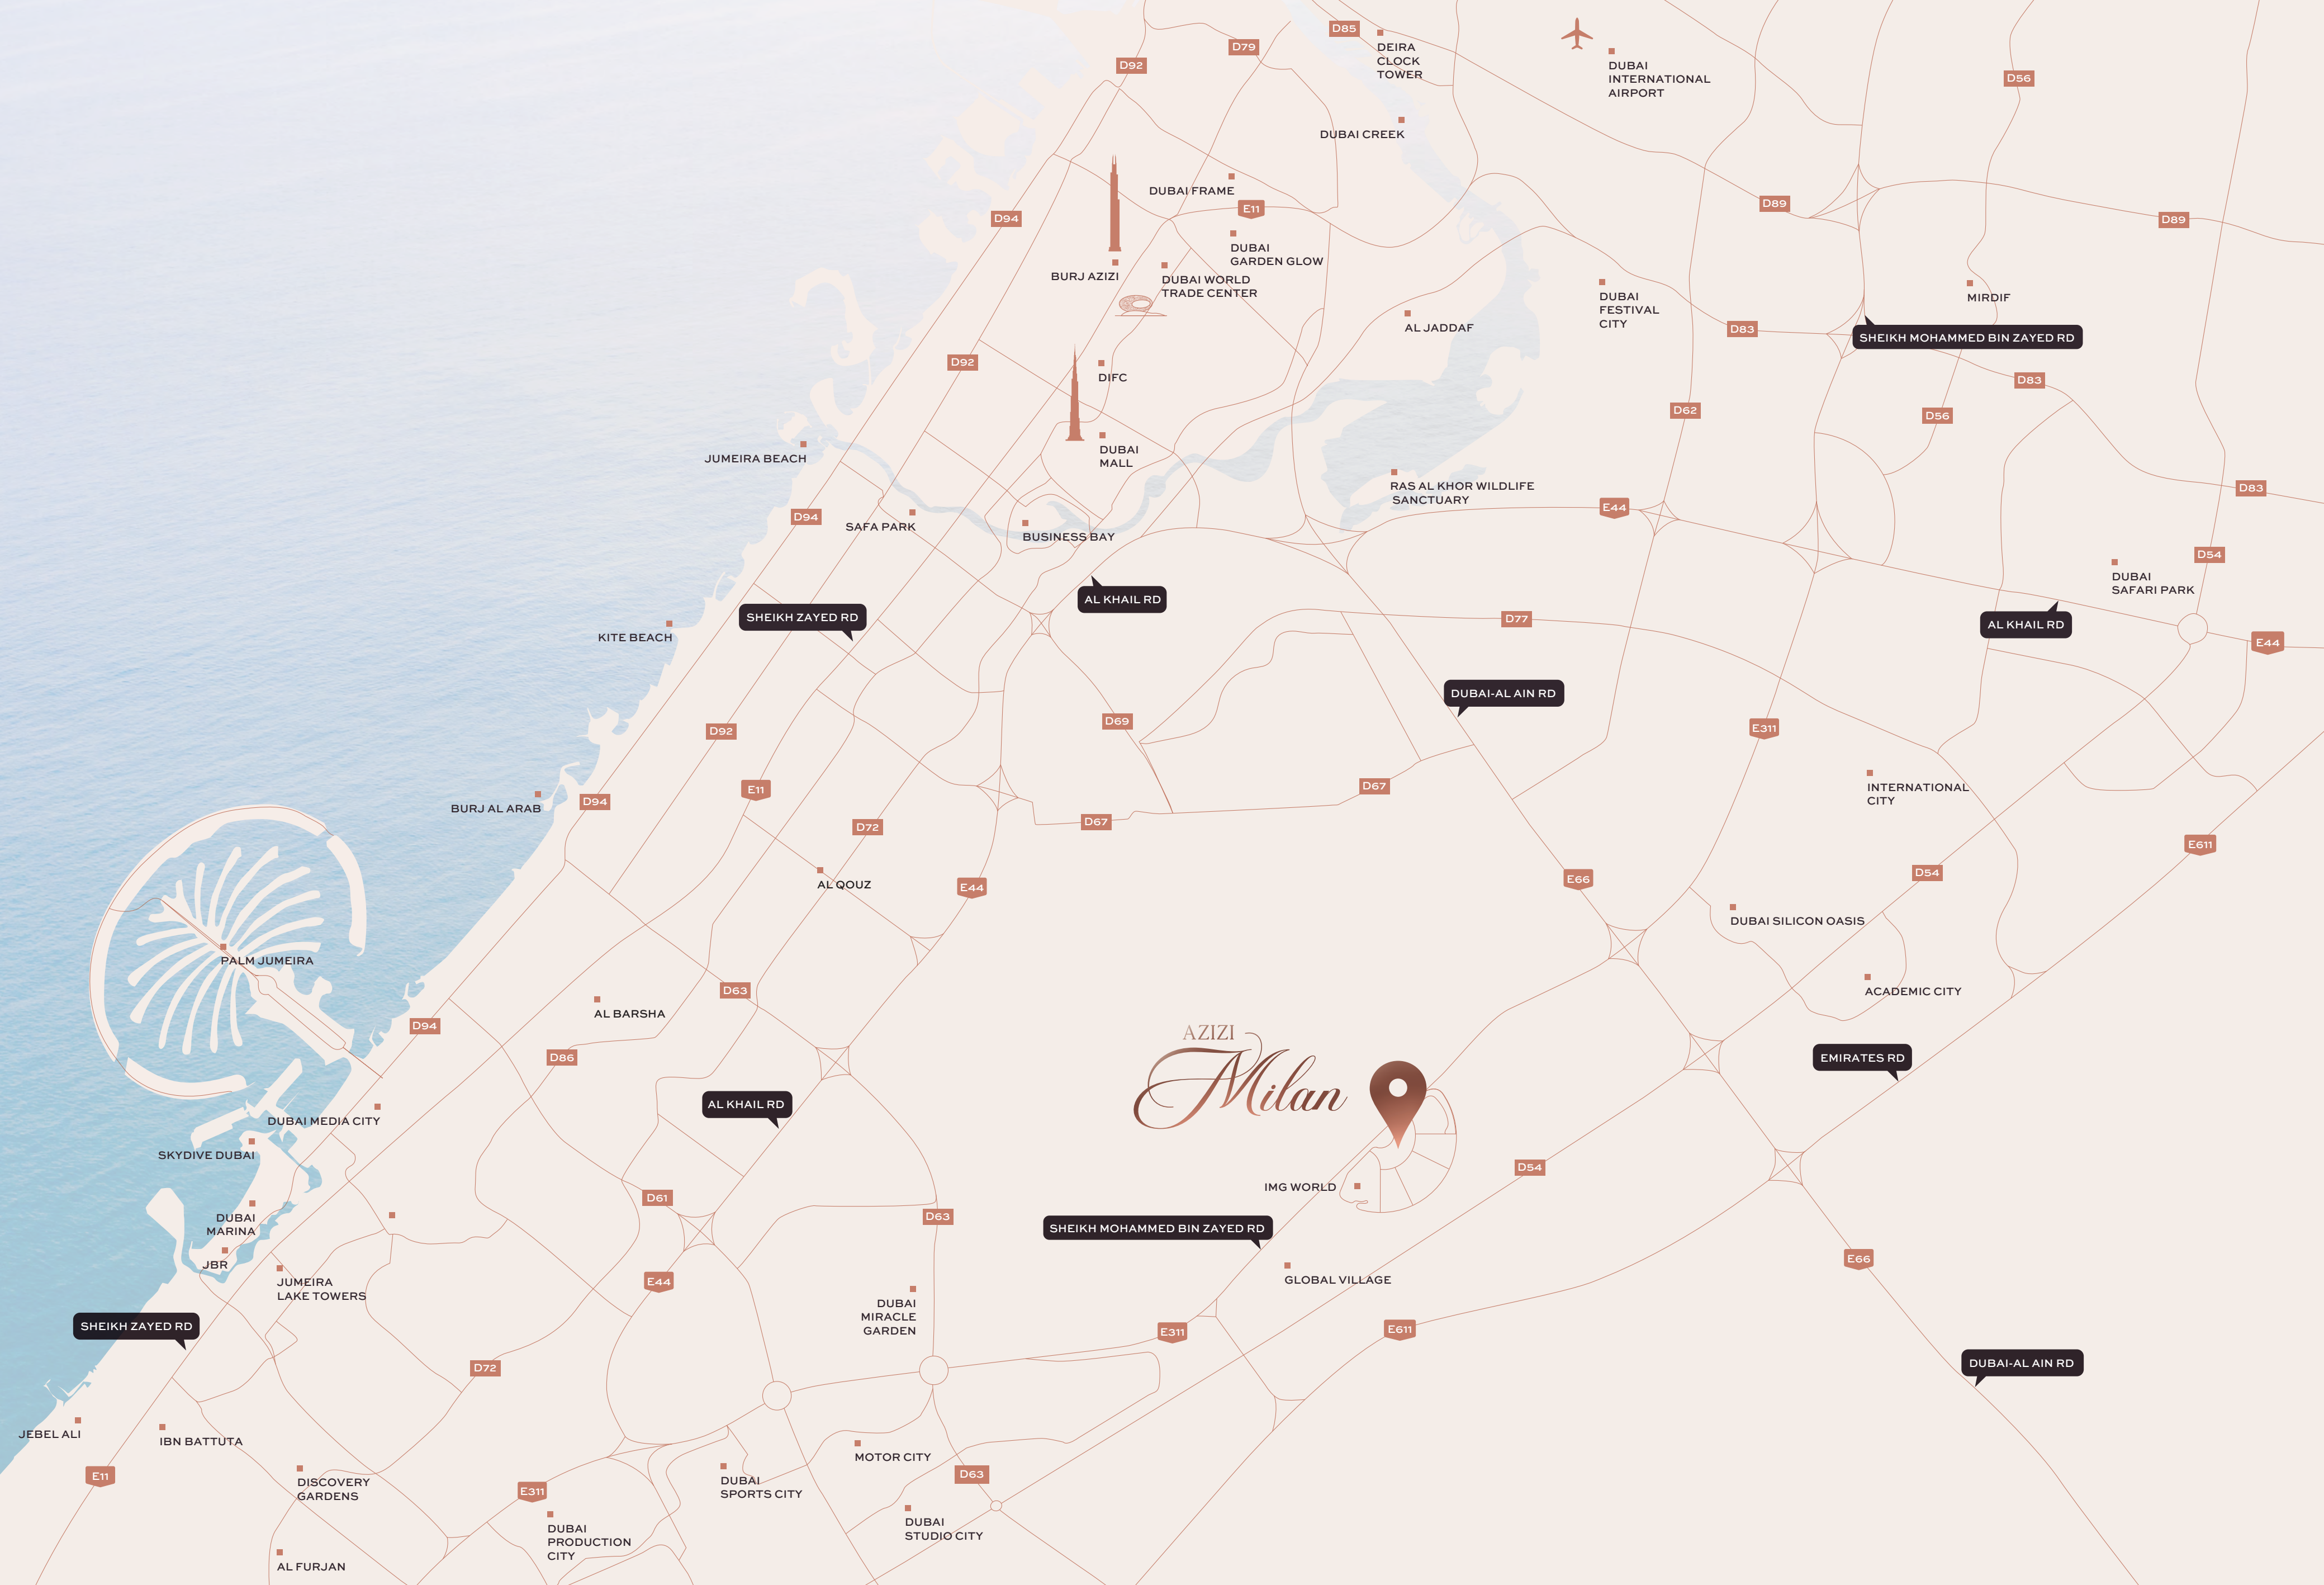 D85
D79
DEIRA
CLOCK
TOWER
D92
DUBAI
INTERNATIONAL
AIRPORT
D56
DUBAI CREEK
DUBAI FRAME
D94
E11
D89
D89
DUBAI
GARDEN GLOW
BURJ AZIZI
DUBAI WORLD
TRADE CENTER
DUBAI
FESTIVAL
CITY
MIRDIF
AL JADDAF
D83
SHEIKH MOHAMMED BIN ZAYED RD
D92
DIFC
D83
D62
D56
JUMEIRA BEACH
DUBAI
MALL
RAS AL KHOR WILDLIFE
SANCTUARY
D83
D94
SAFA PARK
E44
BUSINESS BAY
D54
DUBAI
SAFARI PARK
AL KHAIL RD
SHEIKH ZAYED RD
D77
AL KHAIL RD
KITE BEACH
E44
DUBAI-AL AIN RD
D92
D69
E311
E11
D67
INTERNATIONAL
CITY
BURJ AL ARAB
D94
D72
D67
E611
AL QOUZ
E44
E66
D54
DUBAI SILICON OASIS
PALM JUMEIRA
D63
ACADEMIC CITY
AL BARSHA
D94
AZIZI
Milan
D86
EMIRATES RD
AL KHAIL RD
DUBAI MEDIA CITY
SKYDIVE DUBAI
D54
IMG WORLD
D61
D63
DUBAI
MARINA
SHEIKH MOHAMMED BIN ZAYED RD
JBR
E66
JUMEIRA
LAKE TOWERS
E44
GLOBAL VILLAGE
DUBAI
MIRACLE
GARDEN
SHEIKH ZAYED RD
E311
E611
D72
DUBAI-AL AIN RD
JEBEL ALI
IBN BATTUTA
MOTOR CITY
E11
DISCOVERY
GARDENS
DUBAI
SPORTS CITY
D63
E311
DUBAI
STUDIO CITY
DUBAI
PRODUCTION
CITY
AL FURJAN